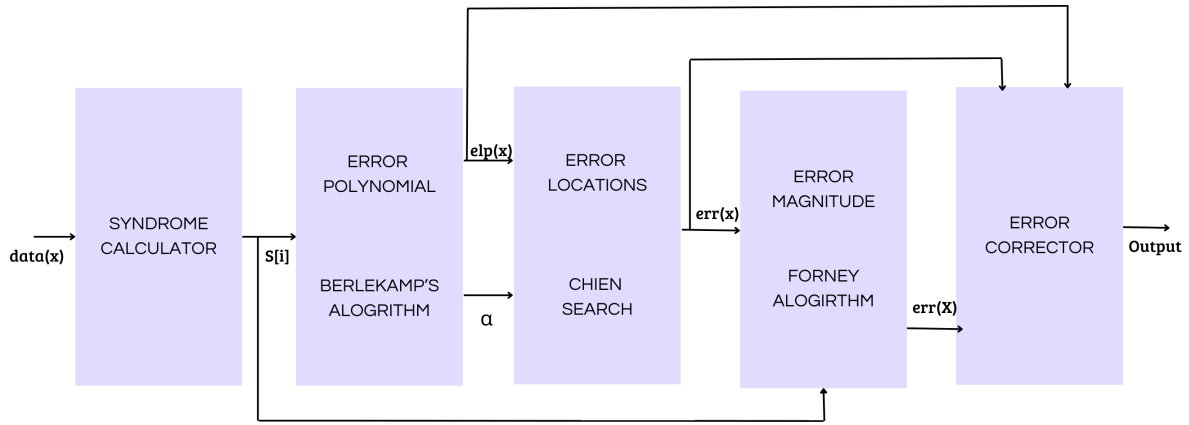 data(x)
SYNDROME
CALCULATOR
S[i]
ERROR
POLYNOMIAL
BERLEKAMP'S
ALOGRITHM
elp(x)
α
ERROR
LOCATIONS
CHIEN
SEARCH
err(x)
ERROR
MAGNITUDE
FORNEY
ALOGIRTHM
err(X)
ERROR
CORRECTOR
Output